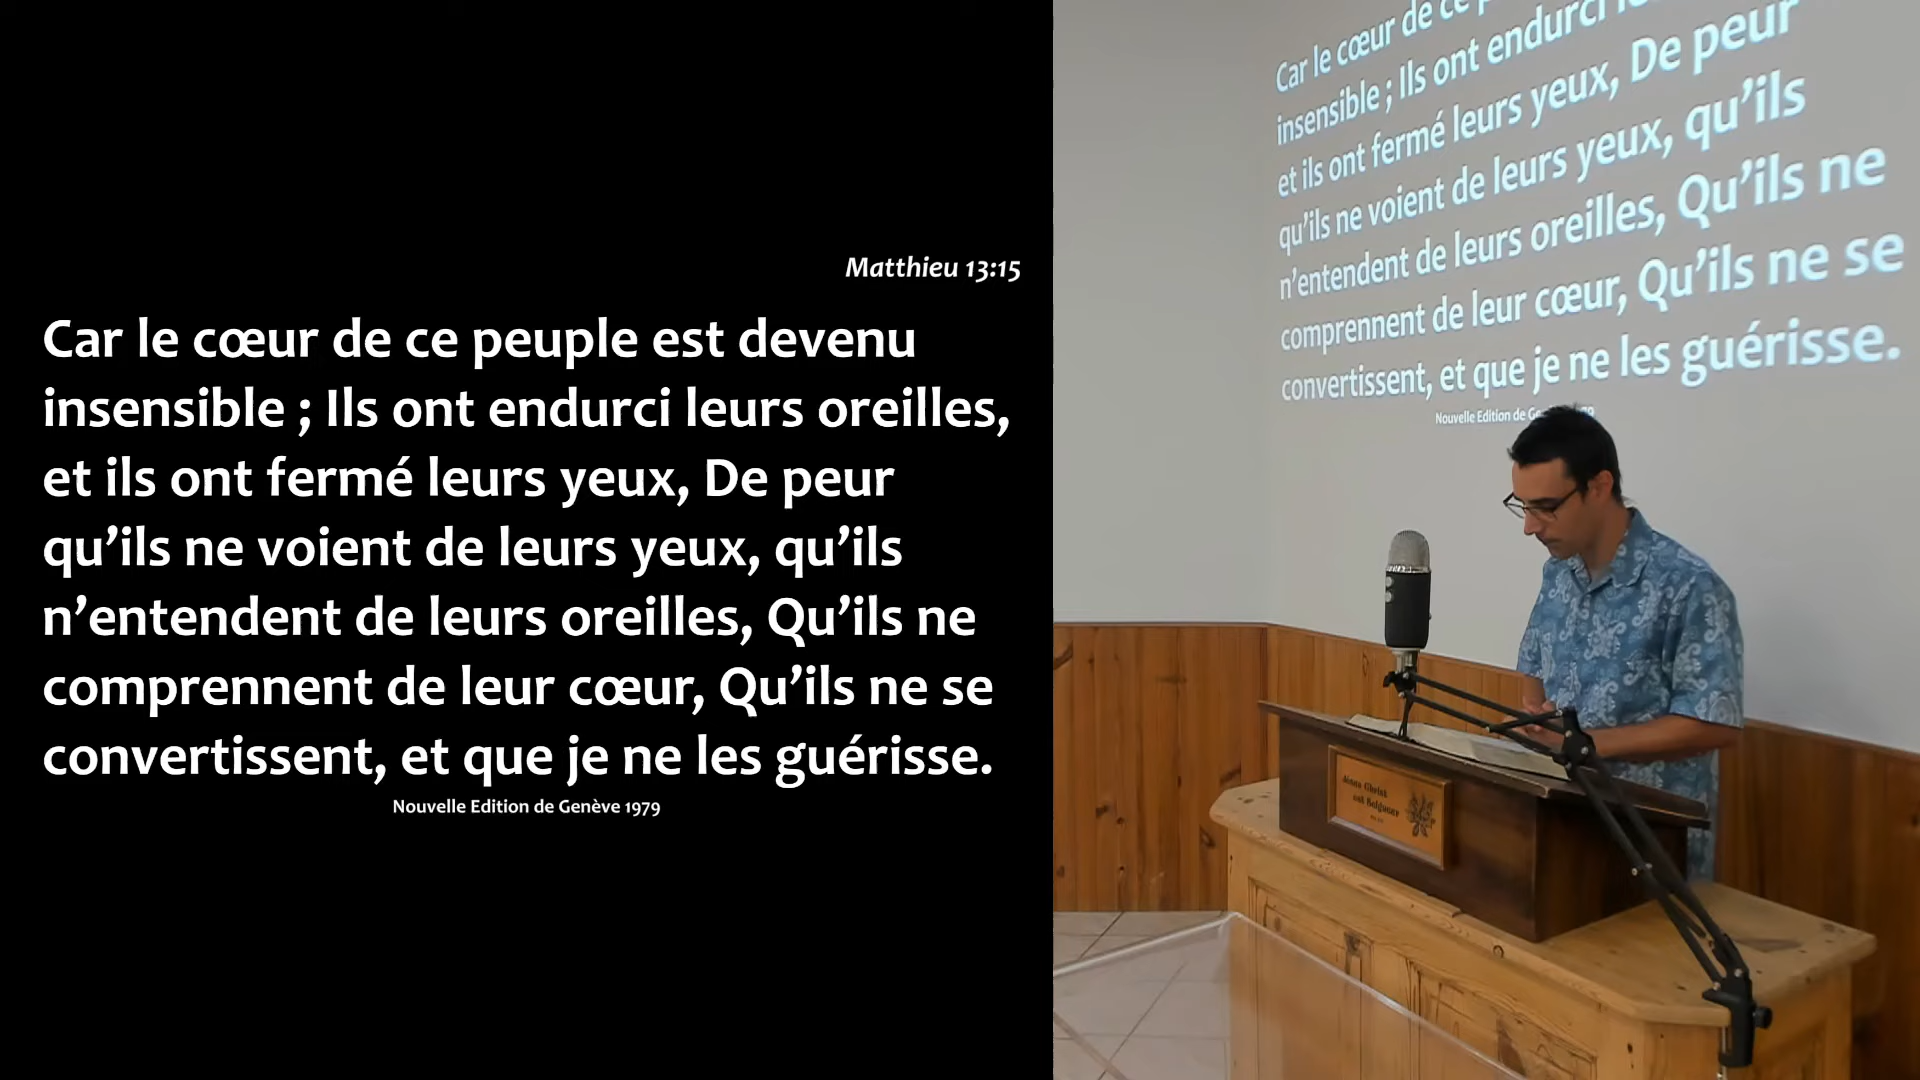 Matthieu 13:15
Car le cœur de ce peuple est devenu
insensible ; Ils ont endurci leurs oreilles,
et ils ont fermé leurs yeux, De peur
qu’ils ne voient de leurs yeux, qu’ils
n’entendent de leurs oreilles, Qu’ils ne
comprennent de leur cœur, Qu’ils ne se
convertissent, et que je ne les guérisse.
Nouvelle Edition de Genève 1979
Car le cœur de ce
insensible ; Ils ont endurci
et ils ont fermé leurs yeux, De peur
qu’ils ne voient de leurs yeux, qu’ils
n’entendent de leurs oreilles, Qu’ils ne
comprennent de leur cœur, Qu’ils ne se
convertissent, et que je ne les guérisse.
Nouvelle Edition de
Jésus Christ
est Seigneur